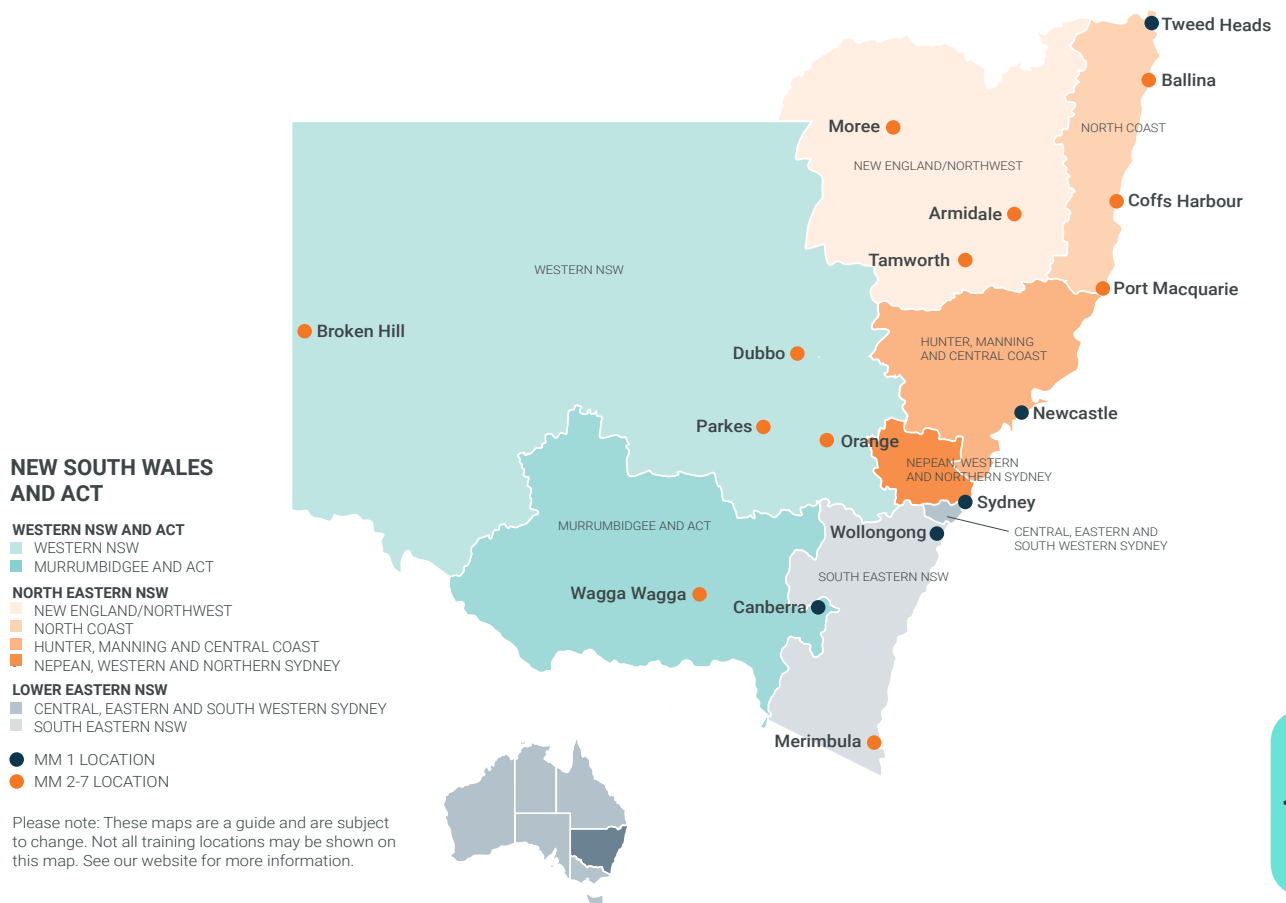 Tweed Heads
Ballina
Moree
NORTH COAST
NEW ENGLAND/NORTHWEST
Coffs Harbour
Armidale
Tamworth
WESTERN NSW
Port Macquarie
Broken Hill
HUNTER, MANNING
AND CENTRAL COAST
Dubbo
Newcastle
Parkes
Orange
NEPEAN, WESTERN
AND NORTHERN SYDNEY
Sydney
MURRUMBIDGEE AND ACT
Wollongong
CENTRAL, EASTERN AND
SOUTH WESTERN SYDNEY
SOUTH EASTERN NSW
Wagga Wagga
Canberra
Merimbula
NEW SOUTH WALES
AND ACT
WESTERN NSW AND ACT
WESTERN NSW
MURRUMBIDGEE AND ACT
NORTH EASTERN NSW
NEW ENGLAND/NORTHWEST
NORTH COAST
HUNTER, MANNING AND CENTRAL COAST
NEPEAN, WESTERN AND NORTHERN SYDNEY
LOWER EASTERN NSW
CENTRAL, EASTERN AND SOUTH WESTERN SYDNEY
SOUTH EASTERN NSW
MM 1 LOCATION
MM 2-7 LOCATION
Please note: These maps are a guide and are subject
to change. Not all training locations may be shown on
this map. See our website for more information.